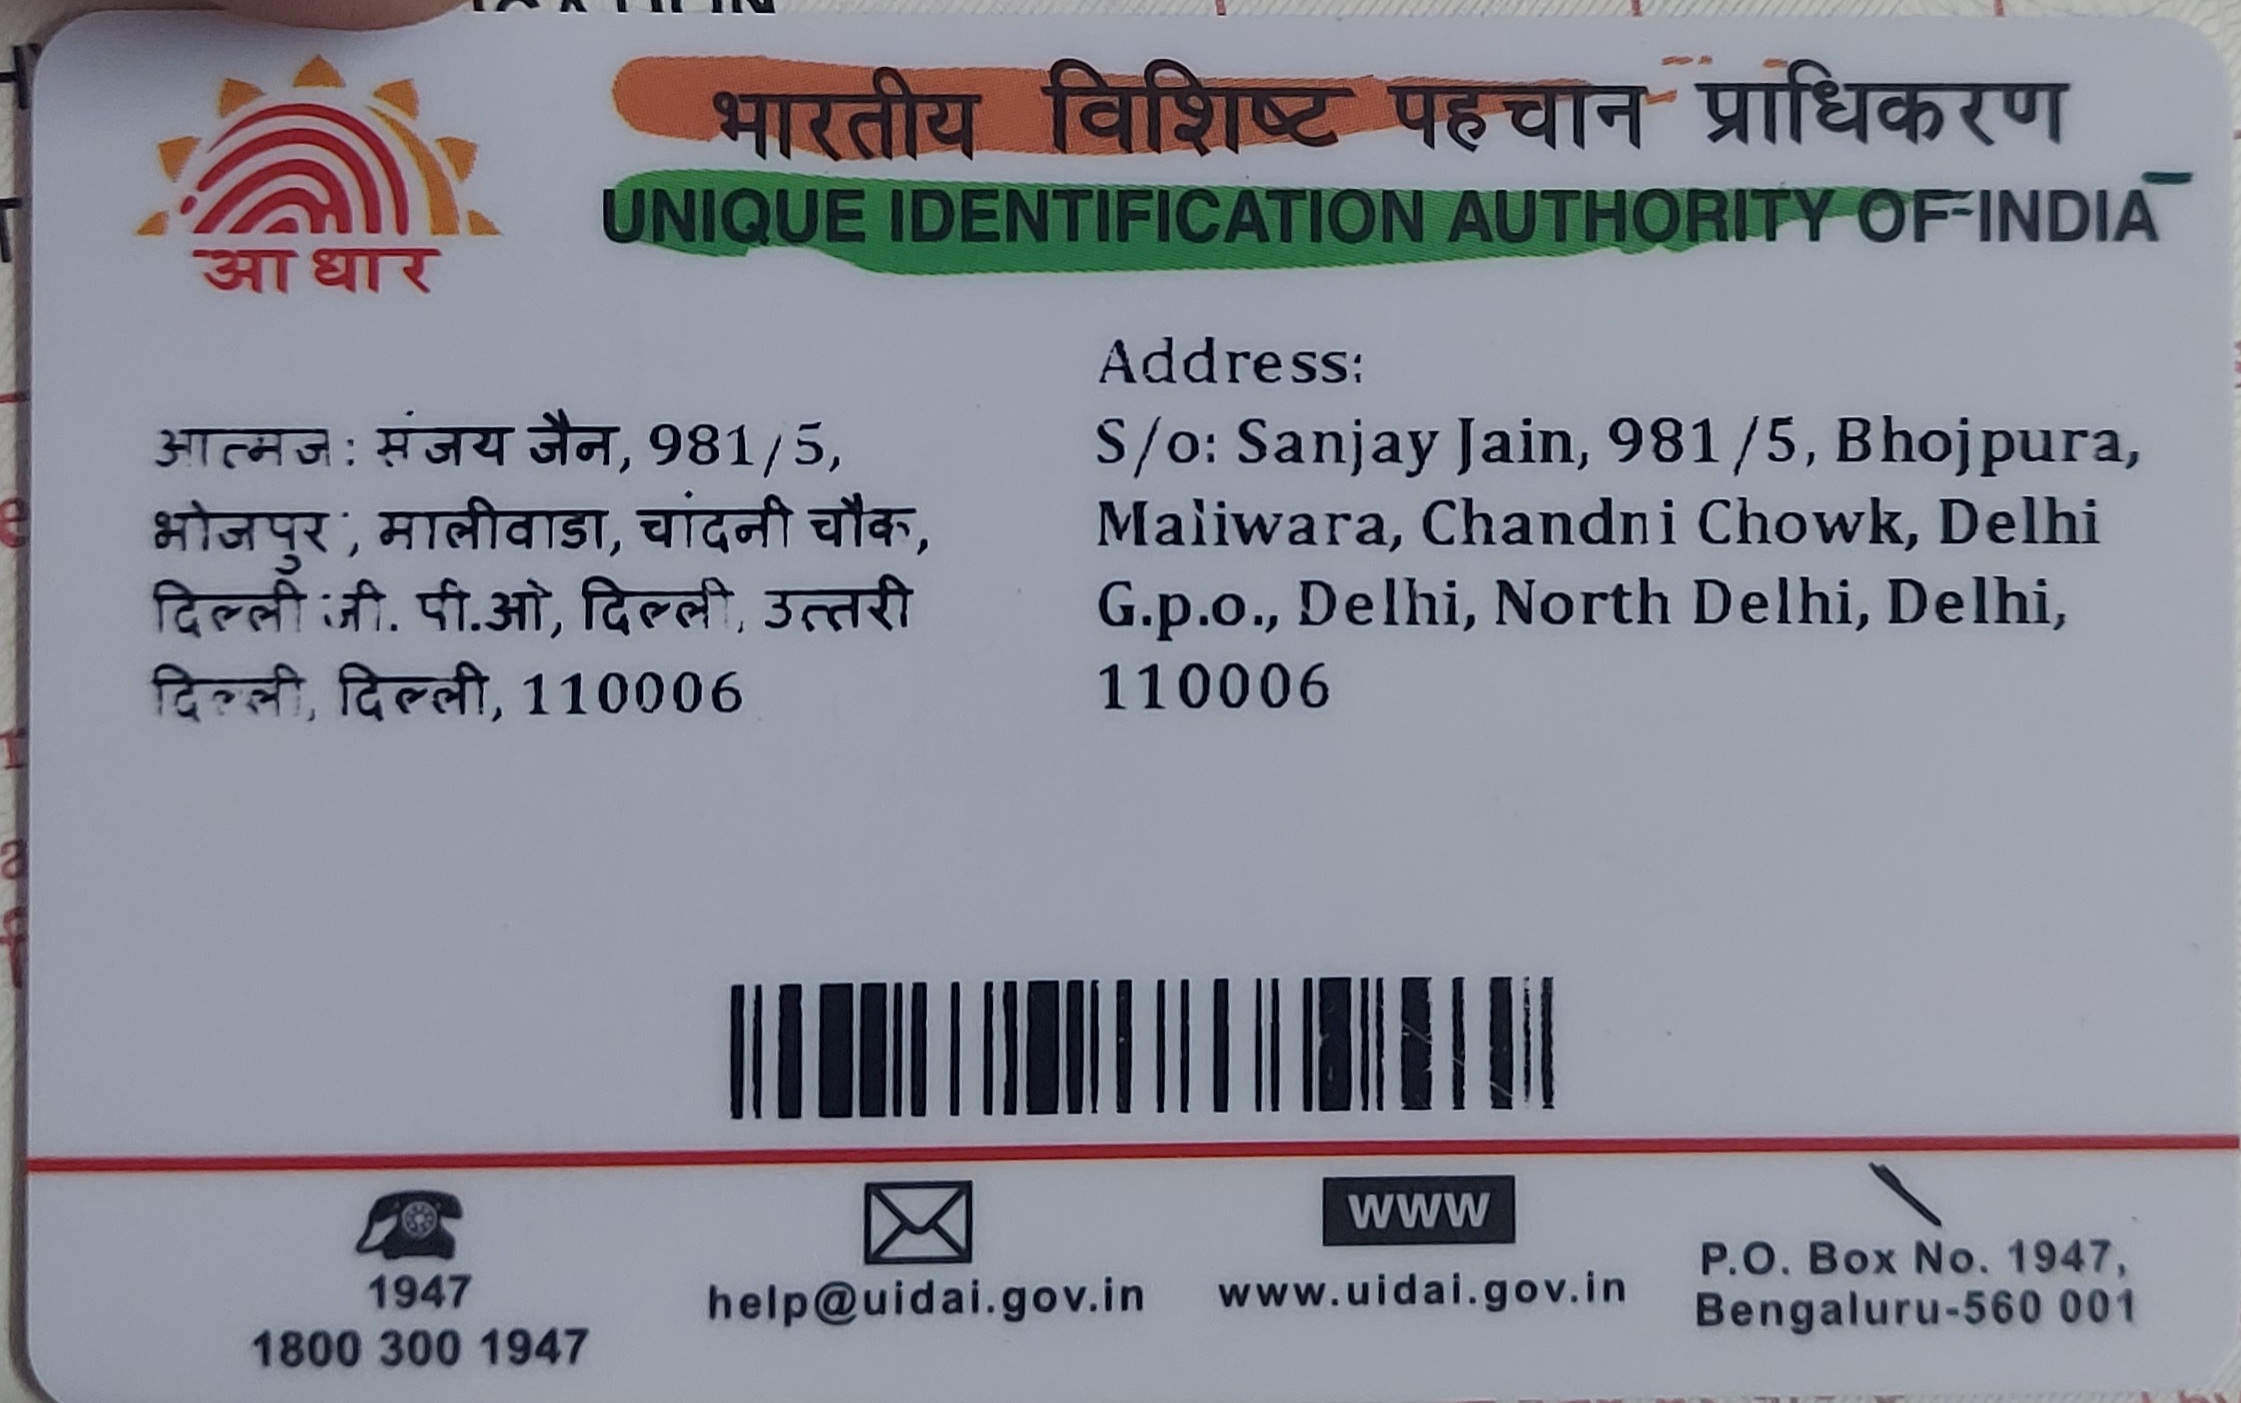 भारतीय विशिष्ट पहचान प्राधिकरण
UNIQUE IDENTIFICATION AUTHORITY OF INDIA
आधार
आत्मज: संजय जैन, 981/5,
भोजपुर, मालीवाडा, चांदनी चौक,
दिल्ली जी. पी.ओ, दिल्ली, उत्तरी
दिल्ली, दिल्ली, 110006
Address:
S/o: Sanjay Jain, 981/5, Bhojpura,
Maliwara, Chandni Chowk, Delhi
G.p.o., Delhi, North Delhi, Delhi,
110006
1947
1800 300 1947
help@uidai.gov.in
www
www.uidai.gov.in
P.O. Box No. 1947,
Bengaluru-560 001